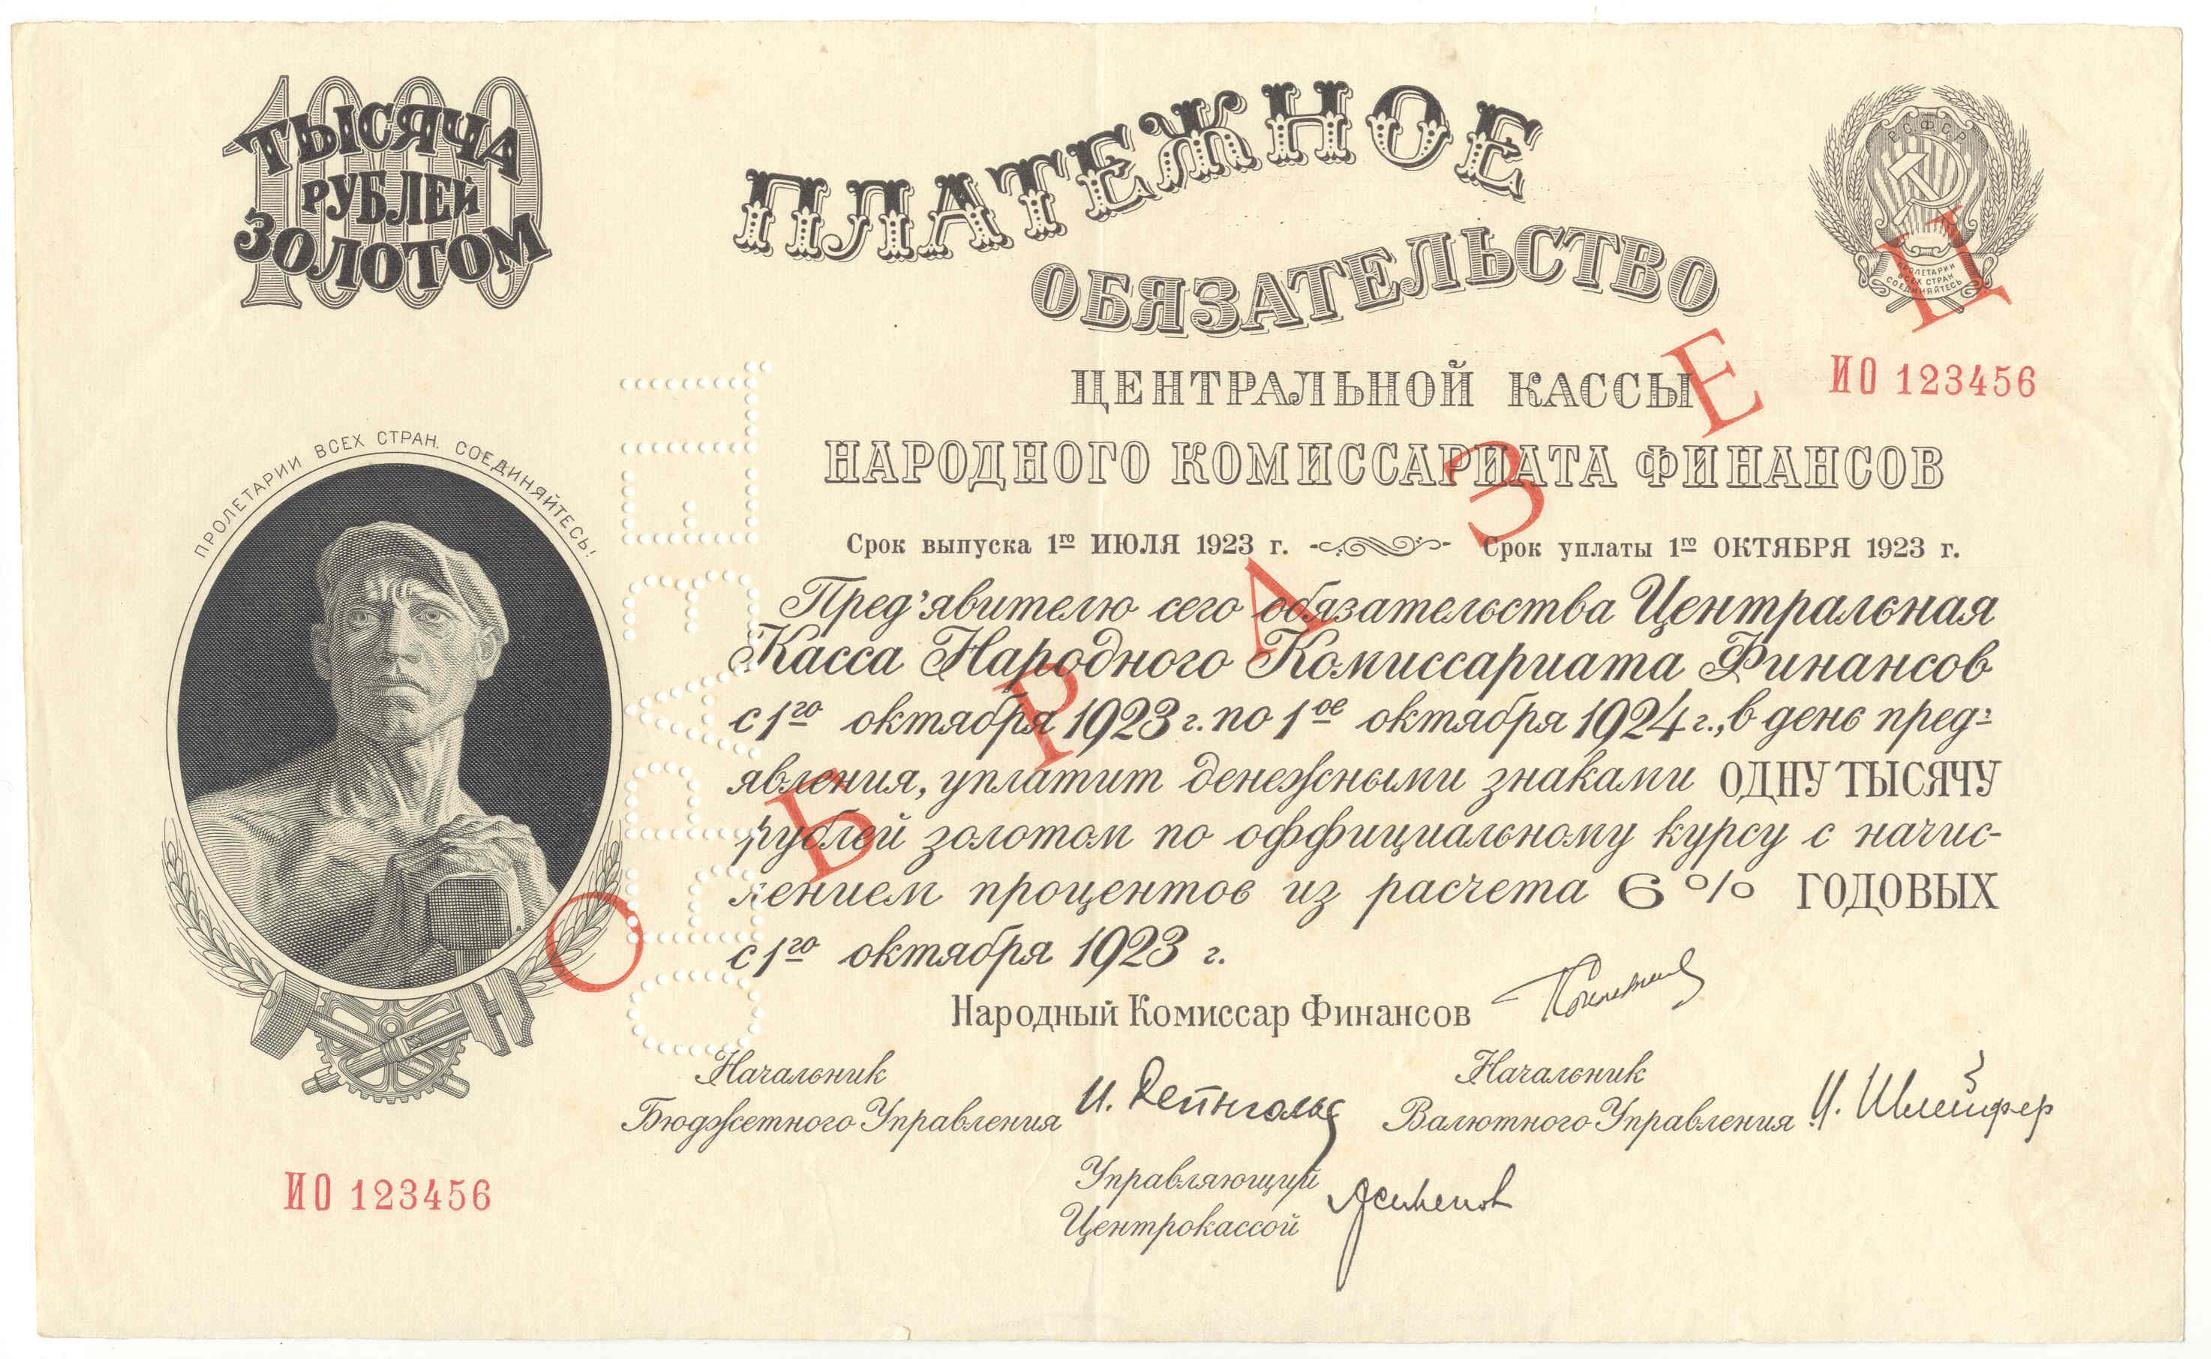 1000
ТЫСЯЧА
РУБЛЕЙ
ЗОЛОТОМ
ПЛАТЕЖНОЕ
ОБЯЗАТЕЛЬСТВО
РСФСР
ПРОЛЕТАРИИ
ВСЕХ СТРАН
СОЕДИНЯЙТЕСЬ
ЦЕНТРАЛЬНОЙ КАССЫ
ИО 123456
НАРОДНОГО КОМИССАРИАТА ФИНАНСОВ
ПРОЛЕТАРИИ ВСЕХ СТРАН, СОЕДИНЯЙТЕСЬ!
Срок выпуска 1го ИЮЛЯ 1923 г. Срок уплаты 1го ОКТЯБРЯ 1923 г.
Пред'явителю сего обязательства Центральная
Касса Народного Комиссариата Финансов
с 1го октября 1923 г. по 1ое октября 1924 г., в день пред'-
явления, уплатит денежными знаками ОДНУ ТЫСЯЧУ
рублей золотом по оффициальному курсу с начис-
лением процентов из расчета 6% ГОДОВЫХ
с 1го октября 1923 г.
ОБРАЗЕЦ
ОБРАЗЕЦ
Народный Комиссар Финансов
Начальник
Бюджетного Управления
И. Рейнгольд
Начальник
Валютного Управления
И. Шлейфер
Управляющий
Центрокассой
ИО 123456